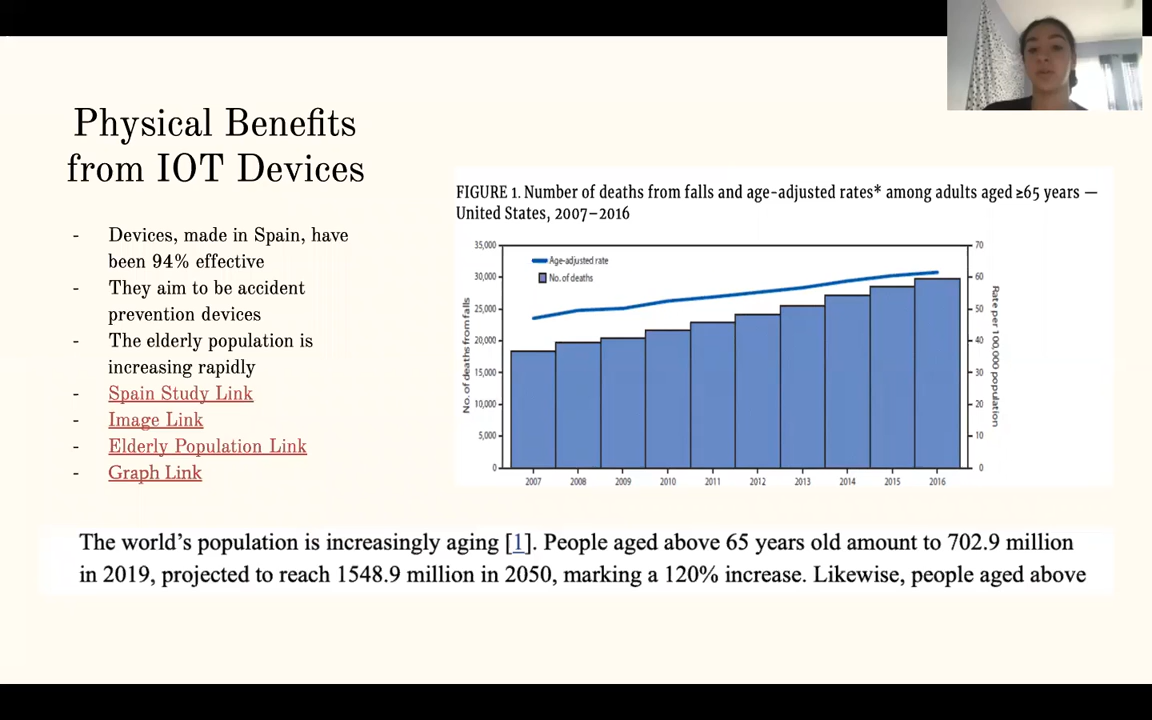 Physical Benefits
from IOT Devices
- Devices, made in Spain, have
been 94% effective
- They aim to be accident
prevention devices
- The elderly population is
increasing rapidly
- Spain Study Link
- Image Link
- Elderly Population Link
- Graph Link
FIGURE 1. Number of deaths from falls and age-adjusted rates* among adults aged ≥65 years —
United States, 2007–2016
Age-adjusted rate
No. of deaths
No. of deaths from falls
35,000
30,000
25,000
20,000
15,000
10,000
5,000
0
70
60
50
40
30
20
10
0
Rate per 100,000 population
2007 2008 2009 2010 2011 2012 2013 2014 2015 2016
The world's population is increasingly aging [1]. People aged above 65 years old amount to 702.9 million
in 2019, projected to reach 1548.9 million in 2050, marking a 120% increase. Likewise, people aged above